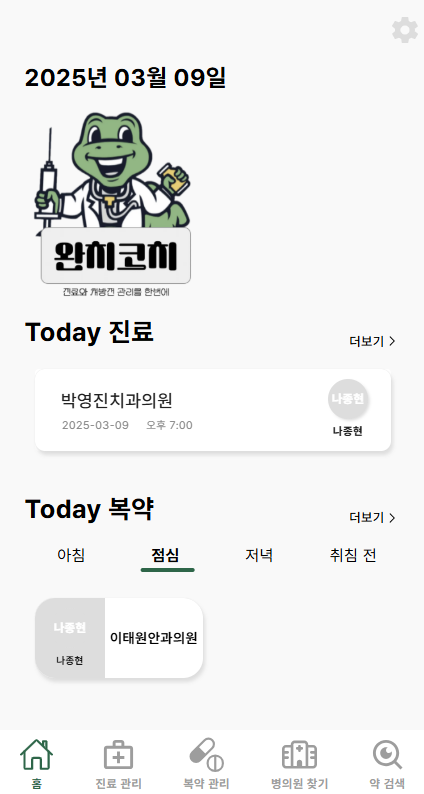 2025년 03월 09일
완치코치
진료와 처방전 관리를 한번에
Today 진료
더보기 >
박영진치과의원
2025-03-09 오후 7:00
나종현
나종현
Today 복약
더보기 >
아침 점심 저녁 취침 전
나종현
나종현
이태원안과의원
홈 진료 관리 복약 관리 병의원 찾기 약 검색